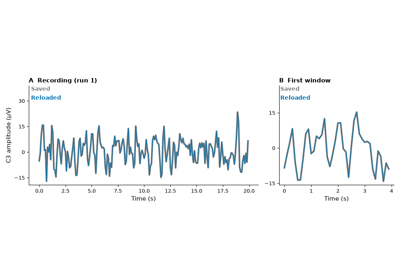 A Recording (run 1)
Saved
Reloaded
C3 amplitude (µV)
15
0
−15
0.0 2.5 5.0 7.5 10.0 12.5 15.0 17.5 20.0
Time (s)
B First window
Saved
Reloaded
15
0
−15
0 1 2 3 4
Time (s)